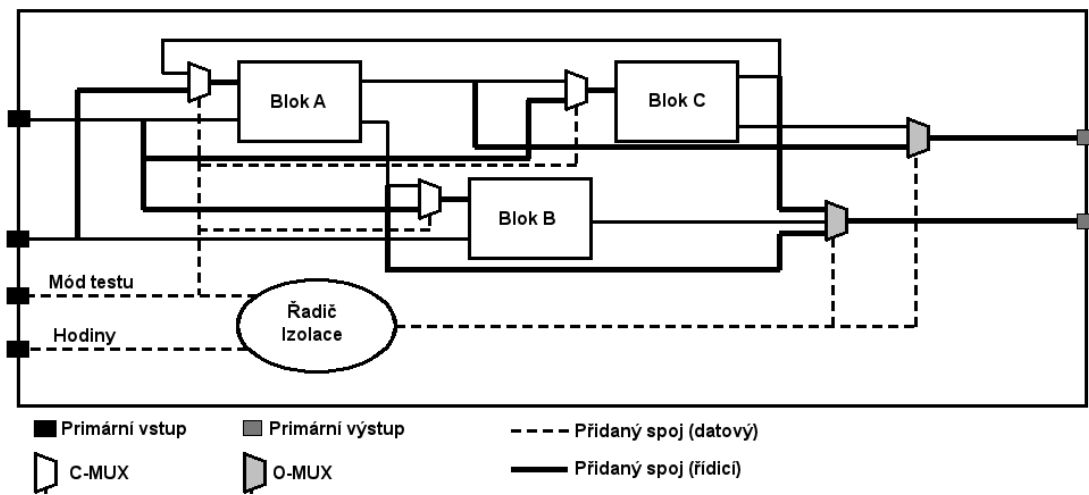 Blok A
Blok C
Blok B
Mód testu
Řadič
Izolace
Hodiny
Primární vstup
Primární výstup
Přidaný spoj (datový)
C-MUX
O-MUX
Přidaný spoj (řídicí)